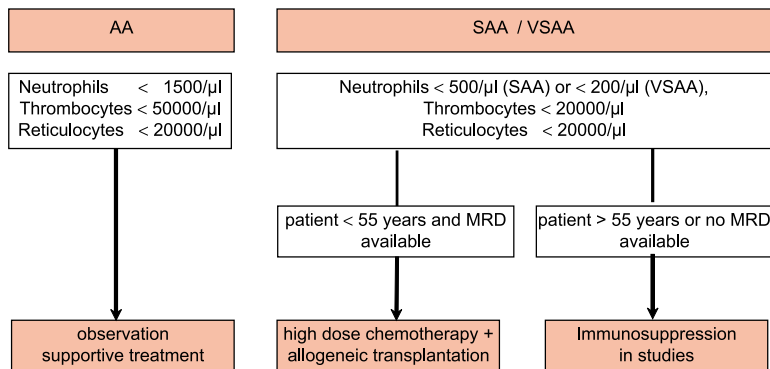 AA
SAA / VSAA
Neutrophils < 1500/µl
Thrombocytes < 50000/µl
Reticulocytes < 20000/µl
Neutrophils < 500/µl (SAA) or < 200/µl (VSAA),
Thrombocytes < 20000/µl
Reticulocytes < 20000/µl
patient < 55 years and MRD
available
patient > 55 years or no MRD
available
observation
supportive treatment
high dose chemotherapy +
allogeneic transplantation
Immunosuppression
in studies